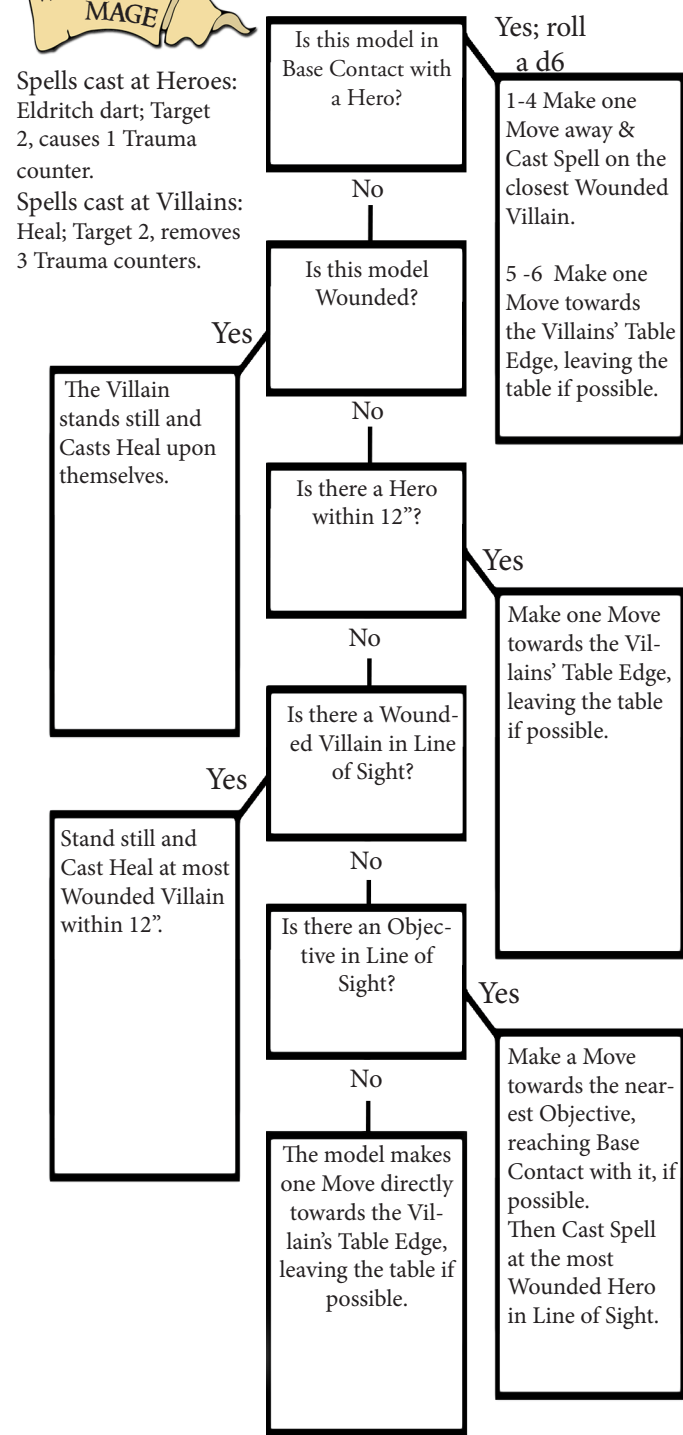 MAGE
Spells cast at Heroes:
Eldritch dart; Target
2, causes 1 Trauma
counter.
Spells cast at Villains:
Heal; Target 2, removes
3 Trauma counters.
Is this model in
Base Contact with
a Hero?
Yes; roll
a d6
1-4 Make one
Move away &
Cast Spell on the
closest Wounded
Villain.
5 -6 Make one
Move towards
the Villains’ Table
Edge, leaving the
table if possible.
No
Is this model
Wounded?
Yes
The Villain
stands still and
Casts Heal upon
themselves.
No
Is there a Hero
within 12”?
Yes
Make one Move
towards the Vil-
lains’ Table Edge,
leaving the table
if possible.
No
Is there a Wound-
ed Villain in Line
of Sight?
Yes
Stand still and
Cast Heal at most
Wounded Villain
within 12”.
No
Is there an Objec-
tive in Line of
Sight?
Yes
Make a Move
towards the near-
est Objective,
reaching Base
Contact with it, if
possible.
Then Cast Spell
at the most
Wounded Hero
in Line of Sight.
No
The model makes
one Move directly
towards the Vil-
lain’s Table Edge,
leaving the table if
possible.